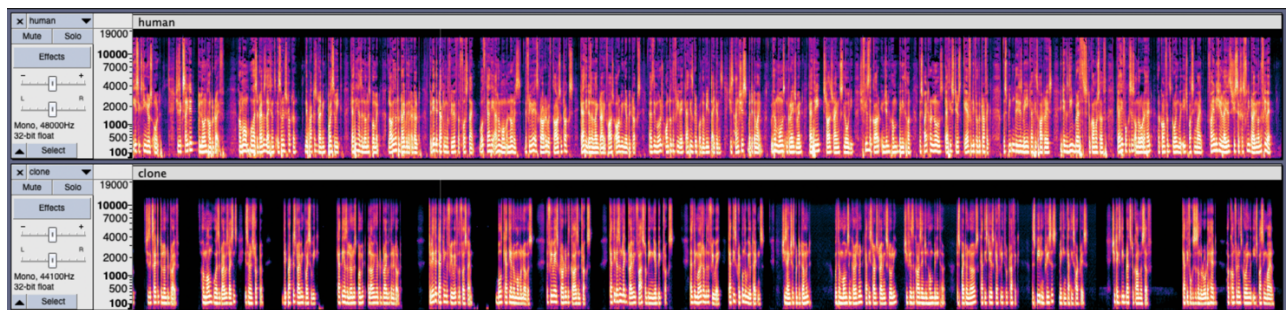 human
human
Mute Solo
Effects
- +
L R
Mono, 48000Hz
32-bit float
Select
19000
10000
7000
4000
2000
1000
500
100
clone
clone
Mute Solo
Effects
- +
L R
Mono, 44100Hz
32-bit float
Select
19000
10000
7000
4000
2000
1000
500
100